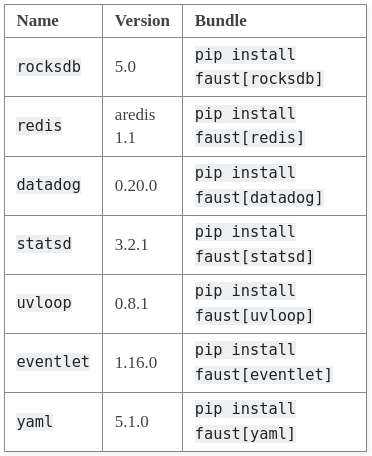 Name Version Bundle
rocksdb 5.0 pip install
faust[rocksdb]
redis aredis
1.1 pip install
faust[redis]
datadog 0.20.0 pip install
faust[datadog]
statsd 3.2.1 pip install
faust[statsd]
uvloop 0.8.1 pip install
faust[uvloop]
eventlet 1.16.0 pip install
faust[eventlet]
yaml 5.1.0 pip install
faust[yaml]